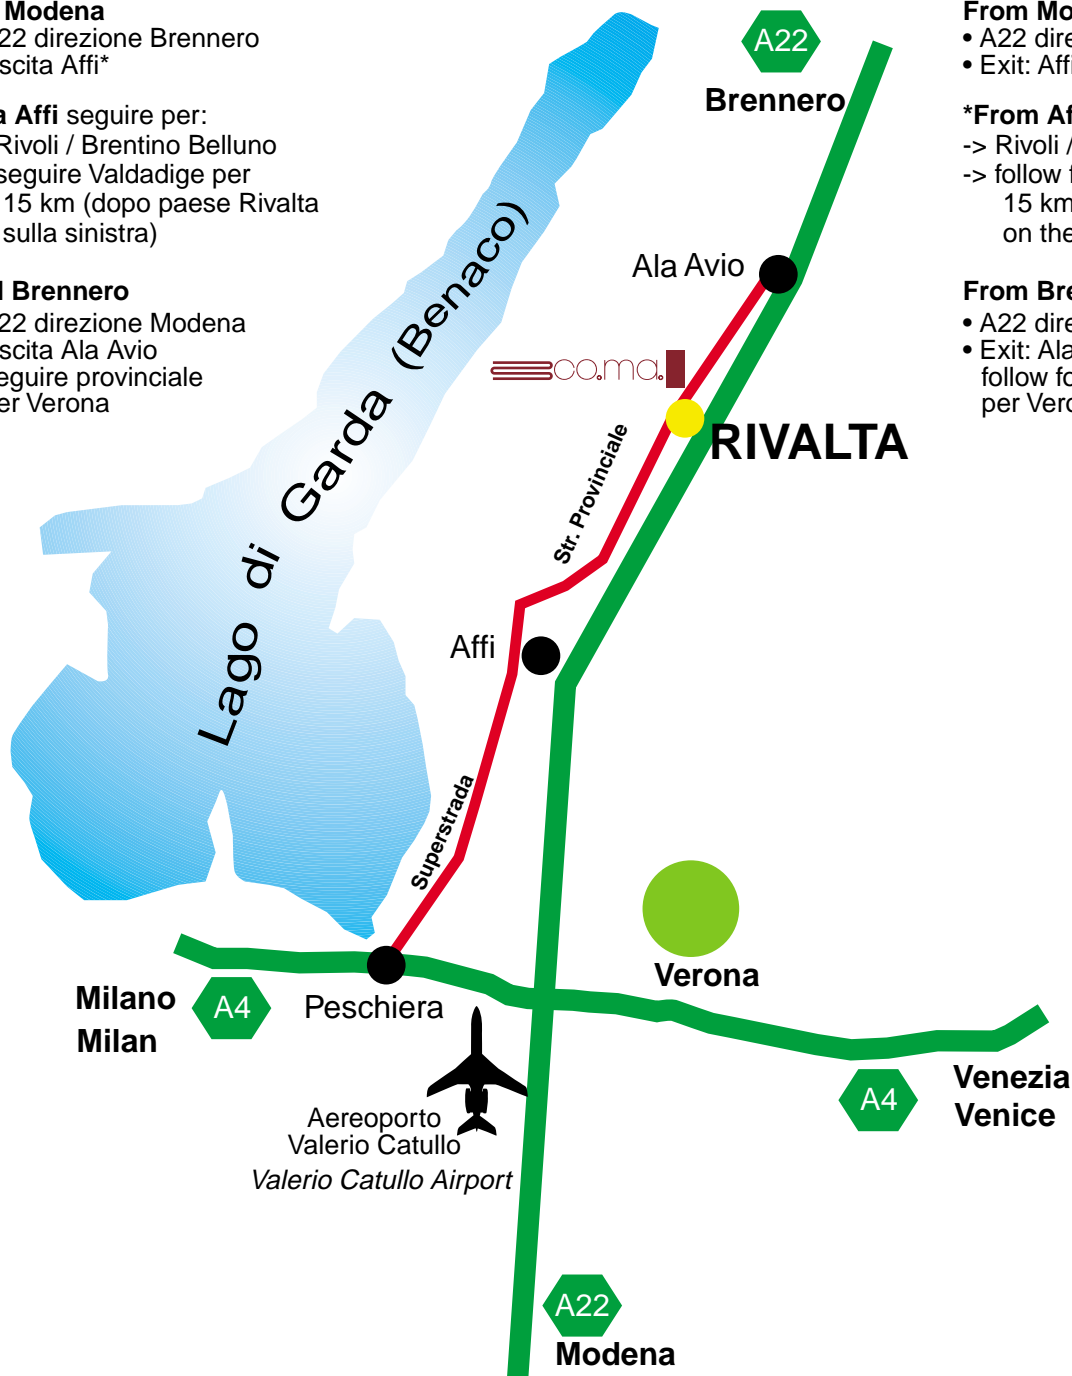 Modena
22 direzione Brennero
scita Affi*
a Affi seguire per:
Rivoli / Brentino Belluno
seguire Valdadige per
15 km (dopo paese Rivalta
sulla sinistra)
l Brennero
22 direzione Modena
scita Ala Avio
eguire provinciale
er Verona
From Mo
• A22 dire
• Exit: Affi
*From Af
-> Rivoli /
-> follow f
15 km
on the
From Bre
• A22 dire
• Exit: Ala
follow fo
per Vero
A22
Brennero
Ala Avio
co.ma.
RIVALTA
Str. Provinciale
Lago di Garda (Benaco)
Affi
Superstrada
Verona
Milano
Milan
A4
Peschiera
Aereoporto
Valerio Catullo
Valerio Catullo Airport
A4
Venezia
Venice
A22
Modena